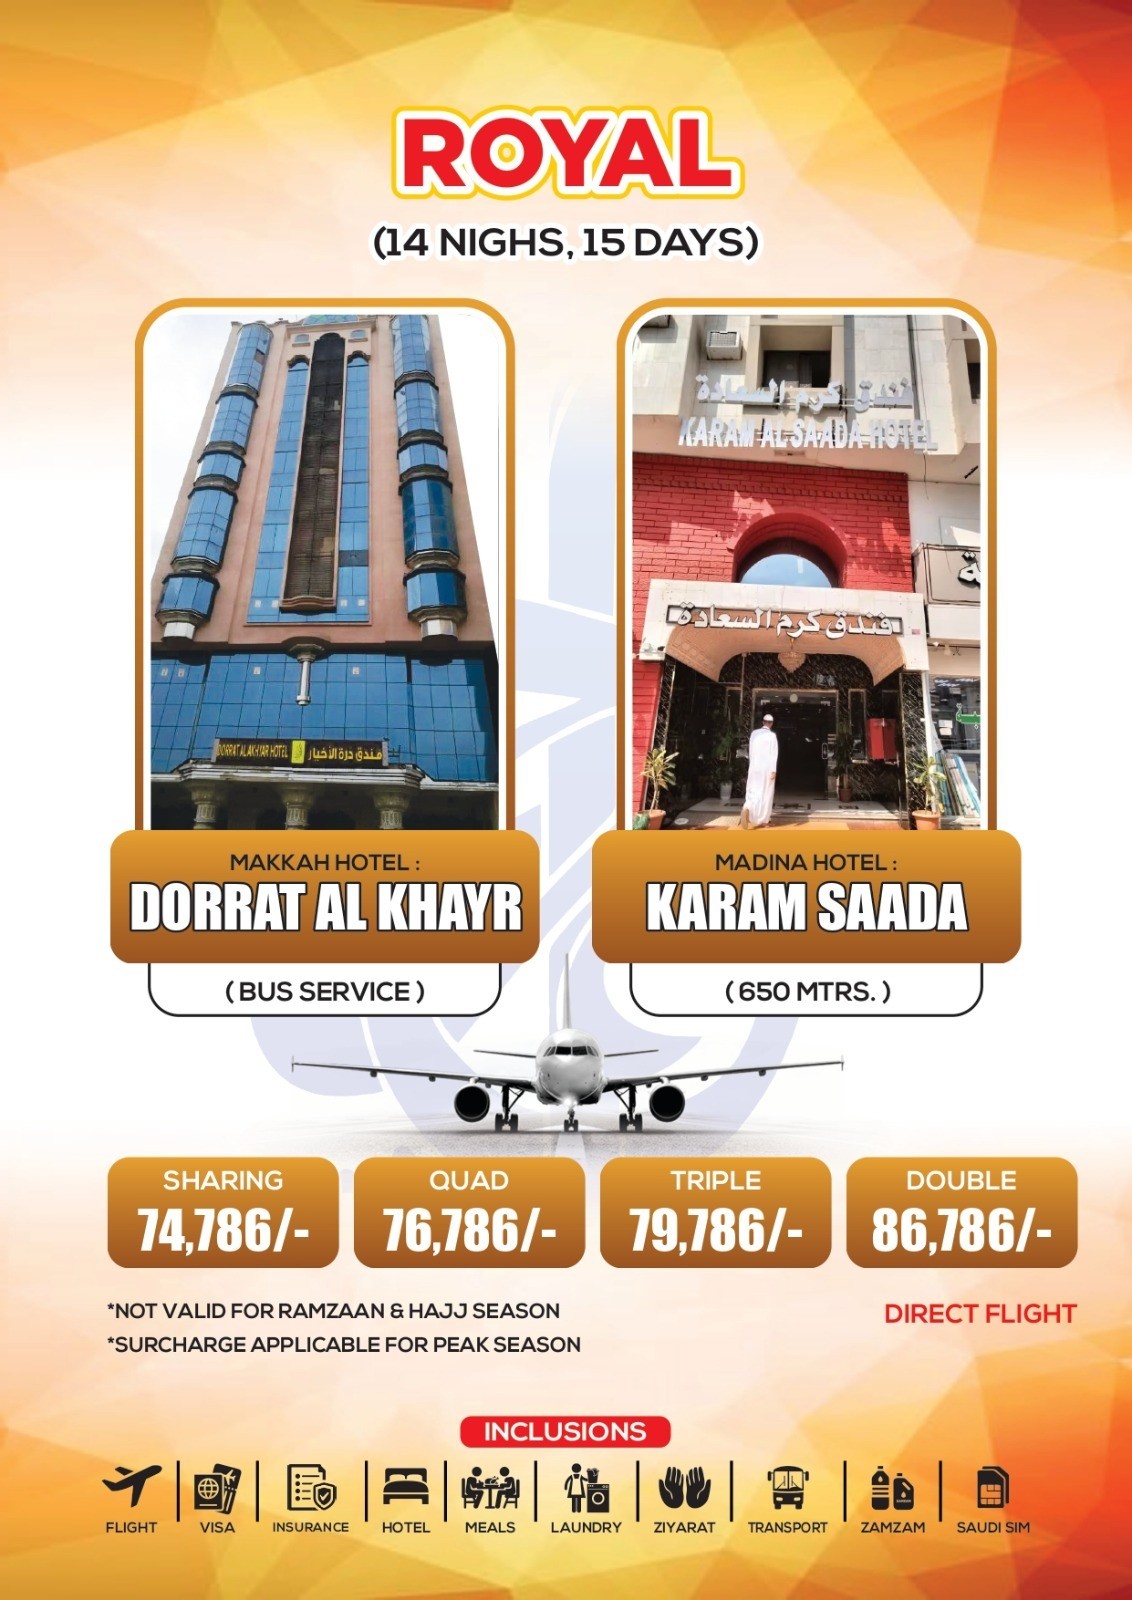 ROYAL
(14 NIGHS, 15 DAYS)
فندق كرم السعادة
KARAM AL SAADA HOTEL
فندق كرم السعادة
DORRAT ALAKHYAR HOTEL فندق درة الأخيار
MAKKAH HOTEL :
DORRAT AL KHAYR
( BUS SERVICE )
MADINA HOTEL :
KARAM SAADA
( 650 MTRS. )
SHARING
74,786/-
QUAD
76,786/-
TRIPLE
79,786/-
DOUBLE
86,786/-
*NOT VALID FOR RAMZAAN & HAJJ SEASON
*SURCHARGE APPLICABLE FOR PEAK SEASON
DIRECT FLIGHT
INCLUSIONS
FLIGHT
VISA
INSURANCE
HOTEL
MEALS
LAUNDRY
ZIYARAT
TRANSPORT
ZAMZAM
SAUDI SIM